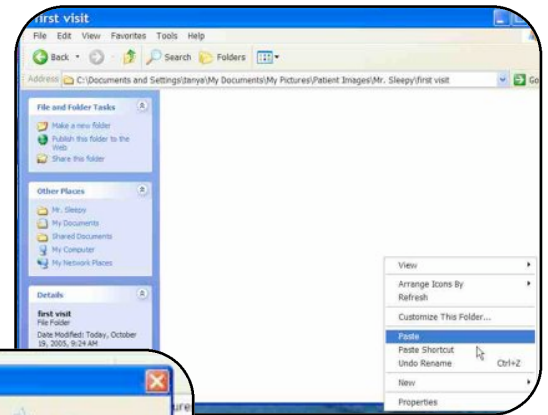 first visit
File Edit View Favorites Tools Help
Back Search Folders
Address C:\Documents and Settings\tanya\My Documents\My Pictures\Patient Images\Mr. Sleepy\first visit Go
File and Folder Tasks
Make a new folder
Publish this folder to the
Web
Share this folder
Other Places
Mr. Sleepy
My Documents
Shared Documents
My Computer
My Network Places
Details
first visit
File Folder
Date Modified: Today, October
19, 2005, 9:24 AM
View
Arrange Icons By
Refresh
Customize This Folder...
Paste
Paste Shortcut
Undo Rename Ctrl+Z
New
Properties
ure